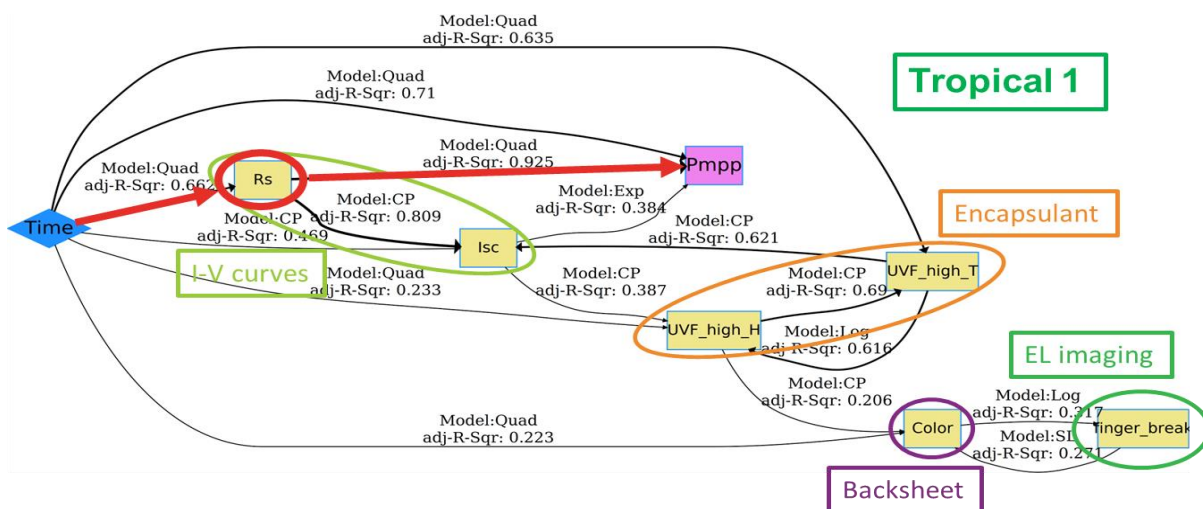 Model:Quad
adj-R-Sqr: 0.635
Tropical 1
Model:Quad
adj-R-Sqr: 0.71
Model:Quad
adj-R-Sqr: 0.662
Rs
Model:Quad
adj-R-Sqr: 0.925
Pmpp
Model:CP
adj-R-Sqr: 0.809
Model:Exp
adj-R-Sqr: 0.384
Time
Model:CP
adj-R-Sqr: 0.469
Isc
Model:CP
adj-R-Sqr: 0.621
Encapsulant
I-V curves
Model:Quad
adj-R-Sqr: 0.233
Model:CP
adj-R-Sqr: 0.387
Model:CP
adj-R-Sqr: 0.69
UVF_high_T
UVF_high_H
Model:Log
adj-R-Sqr: 0.616
EL imaging
Model:CP
adj-R-Sqr: 0.206
Model:Quad
adj-R-Sqr: 0.223
Color
Model:Log
adj-R-Sqr: 0.317
finger_break
Model:SL
adj-R-Sqr: 0.271
Backsheet